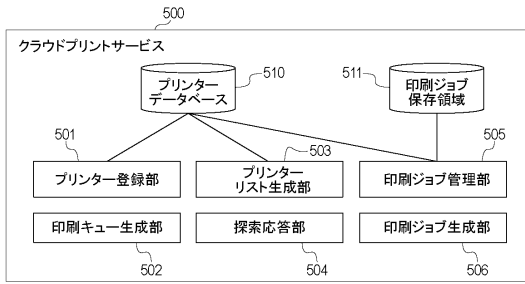 500
クラウドプリントサービス
プリンター
データベース
510
511
印刷ジョブ
保存領域
501
503
505
プリンター登録部
プリンター
リスト生成部
印刷ジョブ管理部
印刷キュー生成部
探索応答部
印刷ジョブ生成部
502
504
506